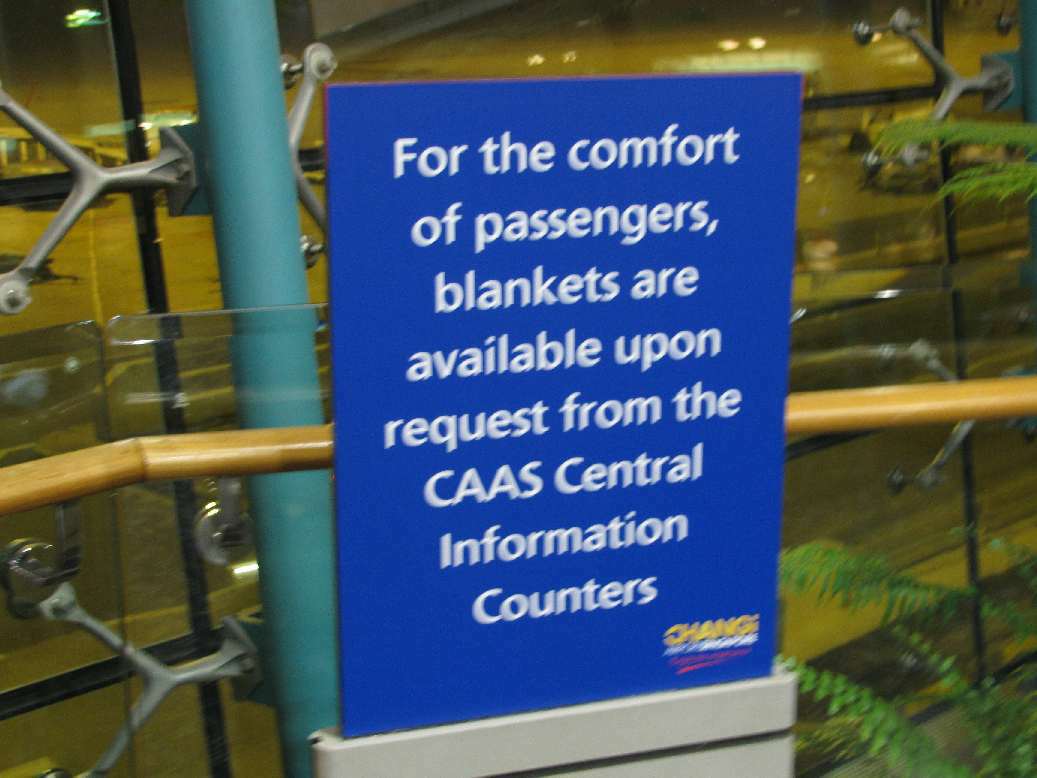 For the comfort
of passengers,
blankets are
available upon
request from the
CAAS Central
Information
Counters
CHANGi